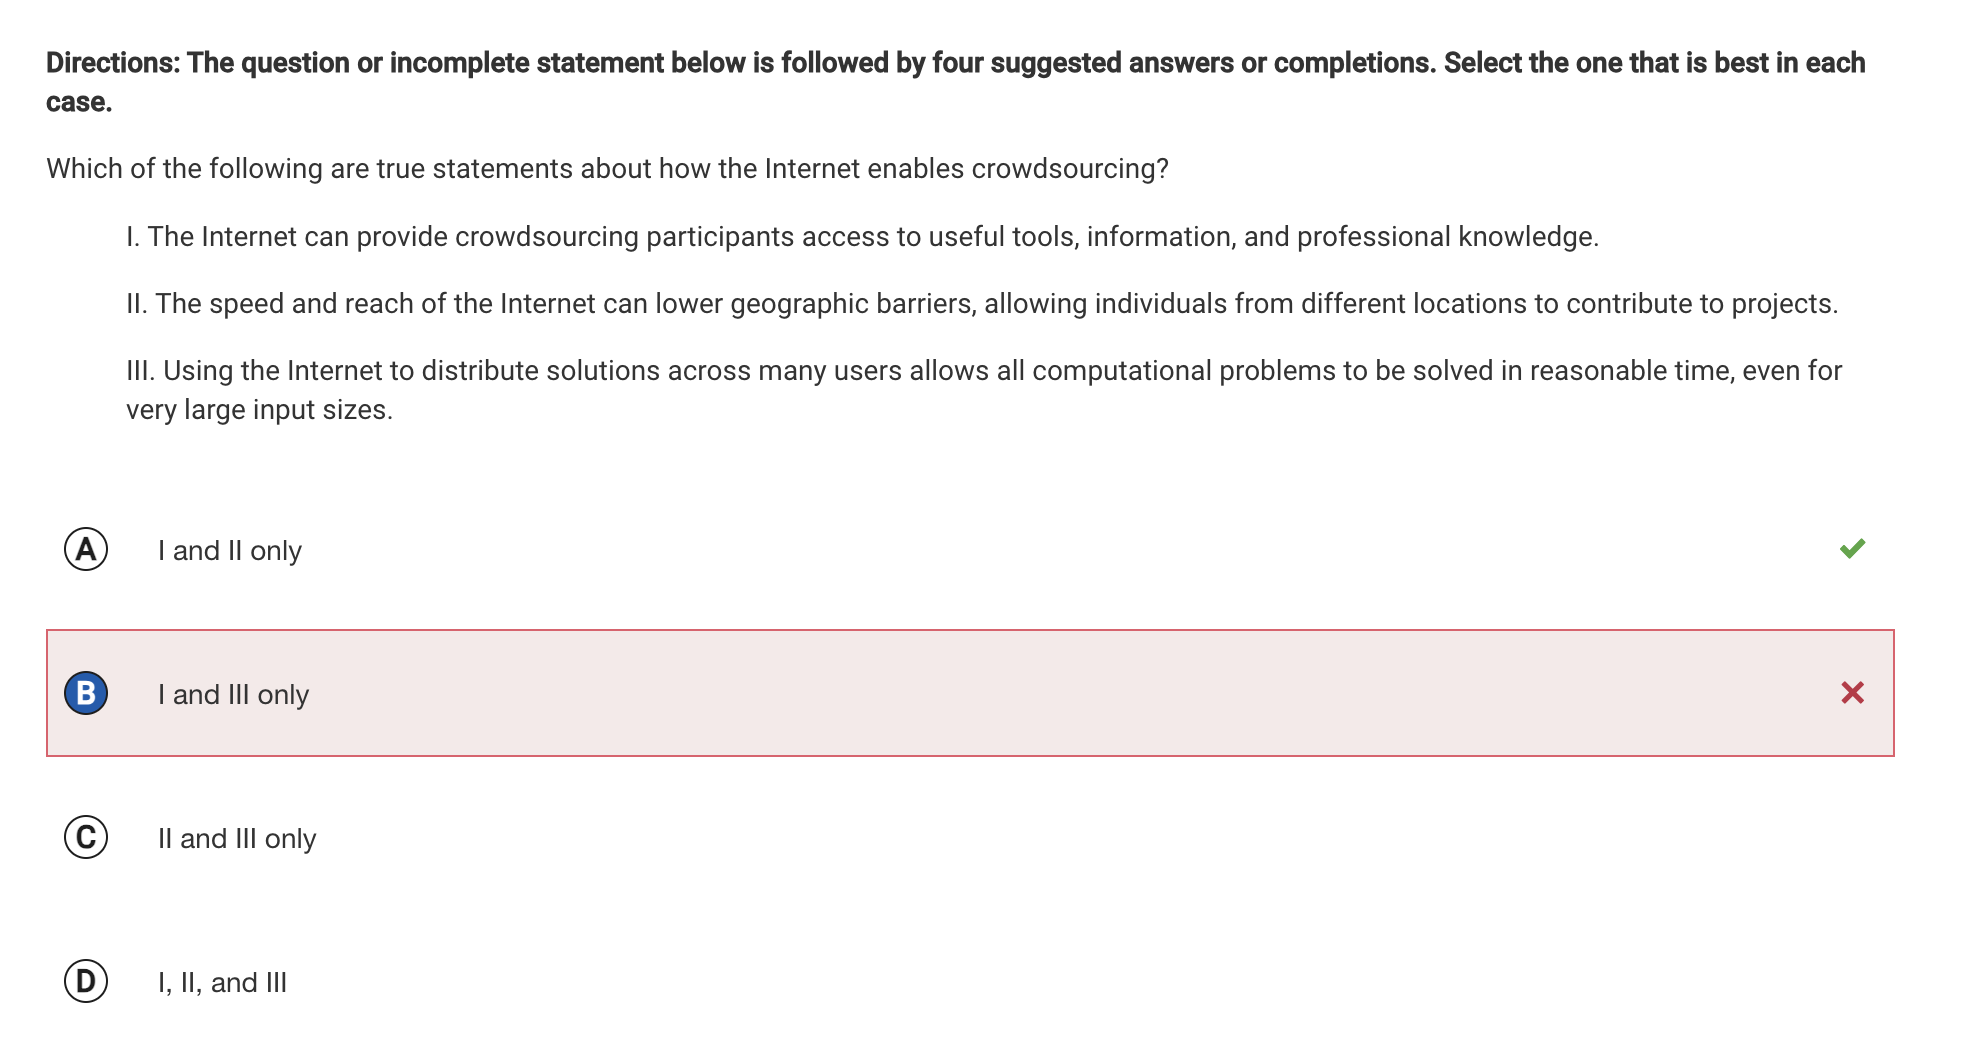 Directions: The question or incomplete statement below is followed by four suggested answers or completions. Select the one that is best in each
case.
Which of the following are true statements about how the Internet enables crowdsourcing?
I. The Internet can provide crowdsourcing participants access to useful tools, information, and professional knowledge.
II. The speed and reach of the Internet can lower geographic barriers, allowing individuals from different locations to contribute to projects.
III. Using the Internet to distribute solutions across many users allows all computational problems to be solved in reasonable time, even for
very large input sizes.
A I and II only
B I and III only
C II and III only
D I, II, and III